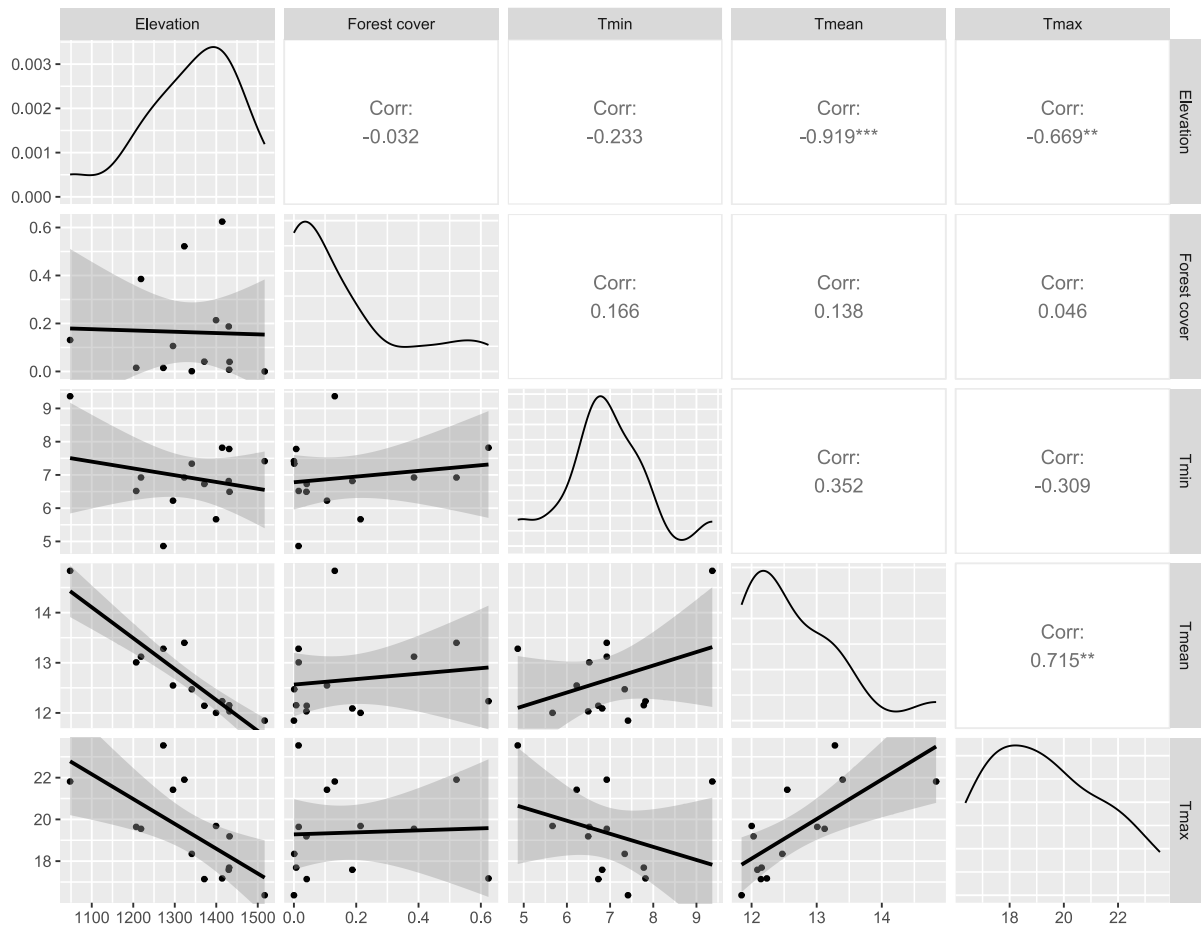 Elevation Forest cover Tmin Tmean Tmax
0.003
0.002
0.001
0.000
Corr:
-0.032
Corr:
-0.233
Corr:
-0.919***
Corr:
-0.669**
Elevation
0.6
0.4
0.2
0.0
Corr:
0.166
Corr:
0.138
Corr:
0.046
Forest cover
9
8
7
6
5
Corr:
0.352
Corr:
-0.309
Tmin
14
13
12
Corr:
0.715**
Tmean
22
20
18
Tmax
1100 1200 1300 1400 1500 0.0 0.2 0.4 0.6 5 6 7 8 9 12 13 14 18 20 22